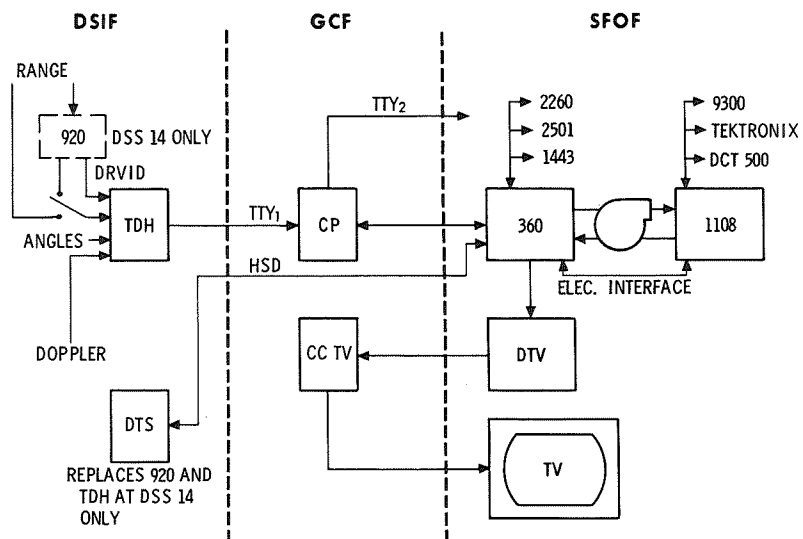 DSIF
GCF
SFOF
RANGE
920
DSS 14 ONLY
DRVID
TDH
ANGLES
DOPPLER
DTS
REPLACES 920 AND
TDH AT DSS 14
ONLY
TTY2
TTY1
CP
HSD
CC TV
2260
2501
1443
9300
TEKTRONIX
DCT 500
360
1108
ELEC. INTERFACE
DTV
TV